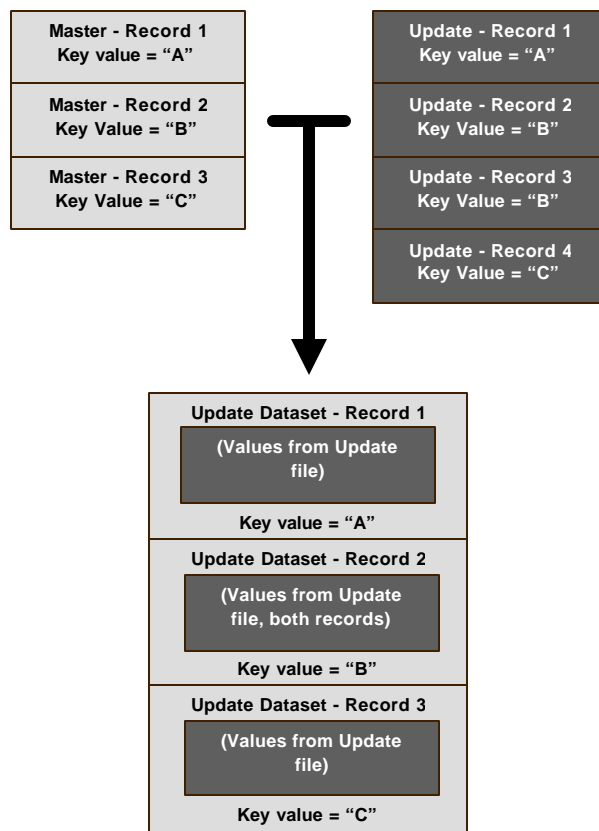 Master - Record 1
Key value = “A”
Master - Record 2
Key Value = “B”
Master - Record 3
Key Value = “C”
Update - Record 1
Key value = “A”
Update - Record 2
Key Value = “B”
Update - Record 3
Key Value = “B”
Update - Record 4
Key Value = “C”
Update Dataset - Record 1
(Values from Update
file)
Key value = “A”
Update Dataset - Record 2
(Values from Update
file, both records)
Key value = “B”
Update Dataset - Record 3
(Values from Update
file)
Key value = “C”